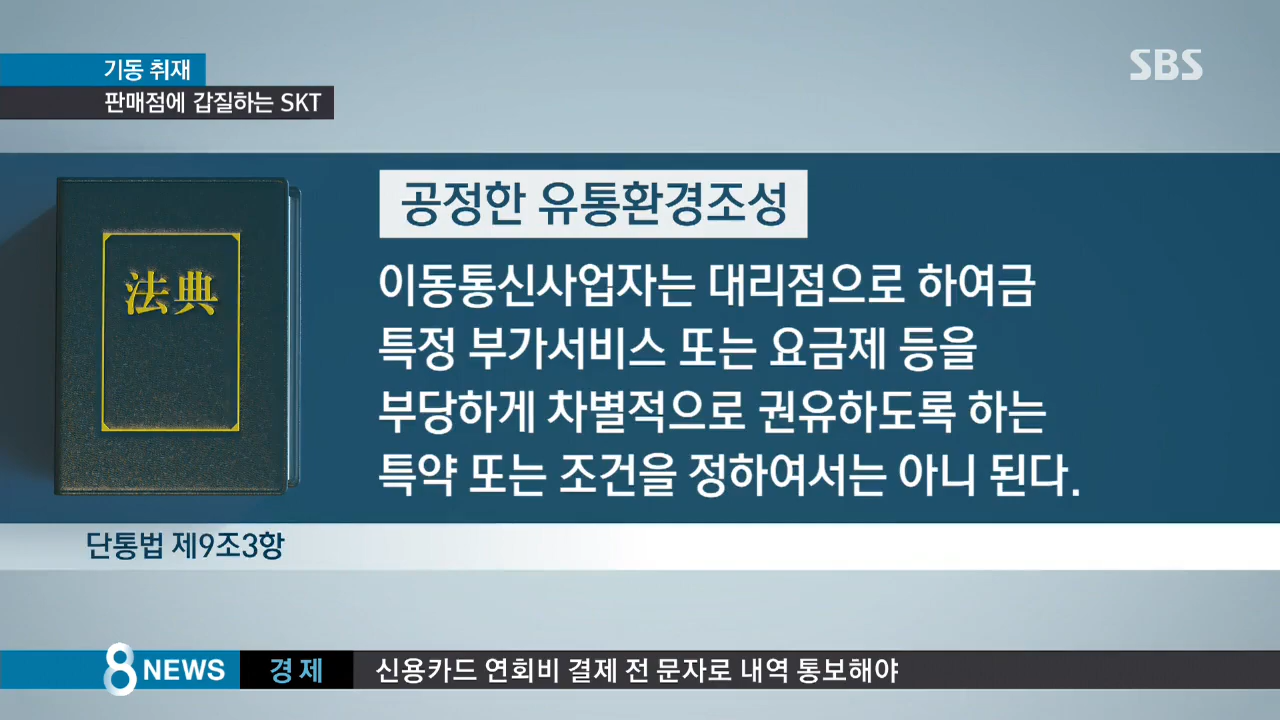 기동 취재
SBS
판매점에 갑질하는 SKT
공정한 유통환경조성
法典
이동통신사업자는 대리점으로 하여금
특정 부가서비스 또는 요금제 등을
부당하게 차별적으로 권유하도록 하는
특약 또는 조건을 정하여서는 아니 된다.
단통법 제9조3항
8 NEWS 경제 신용카드 연회비 결제 전 문자로 내역 통보해야